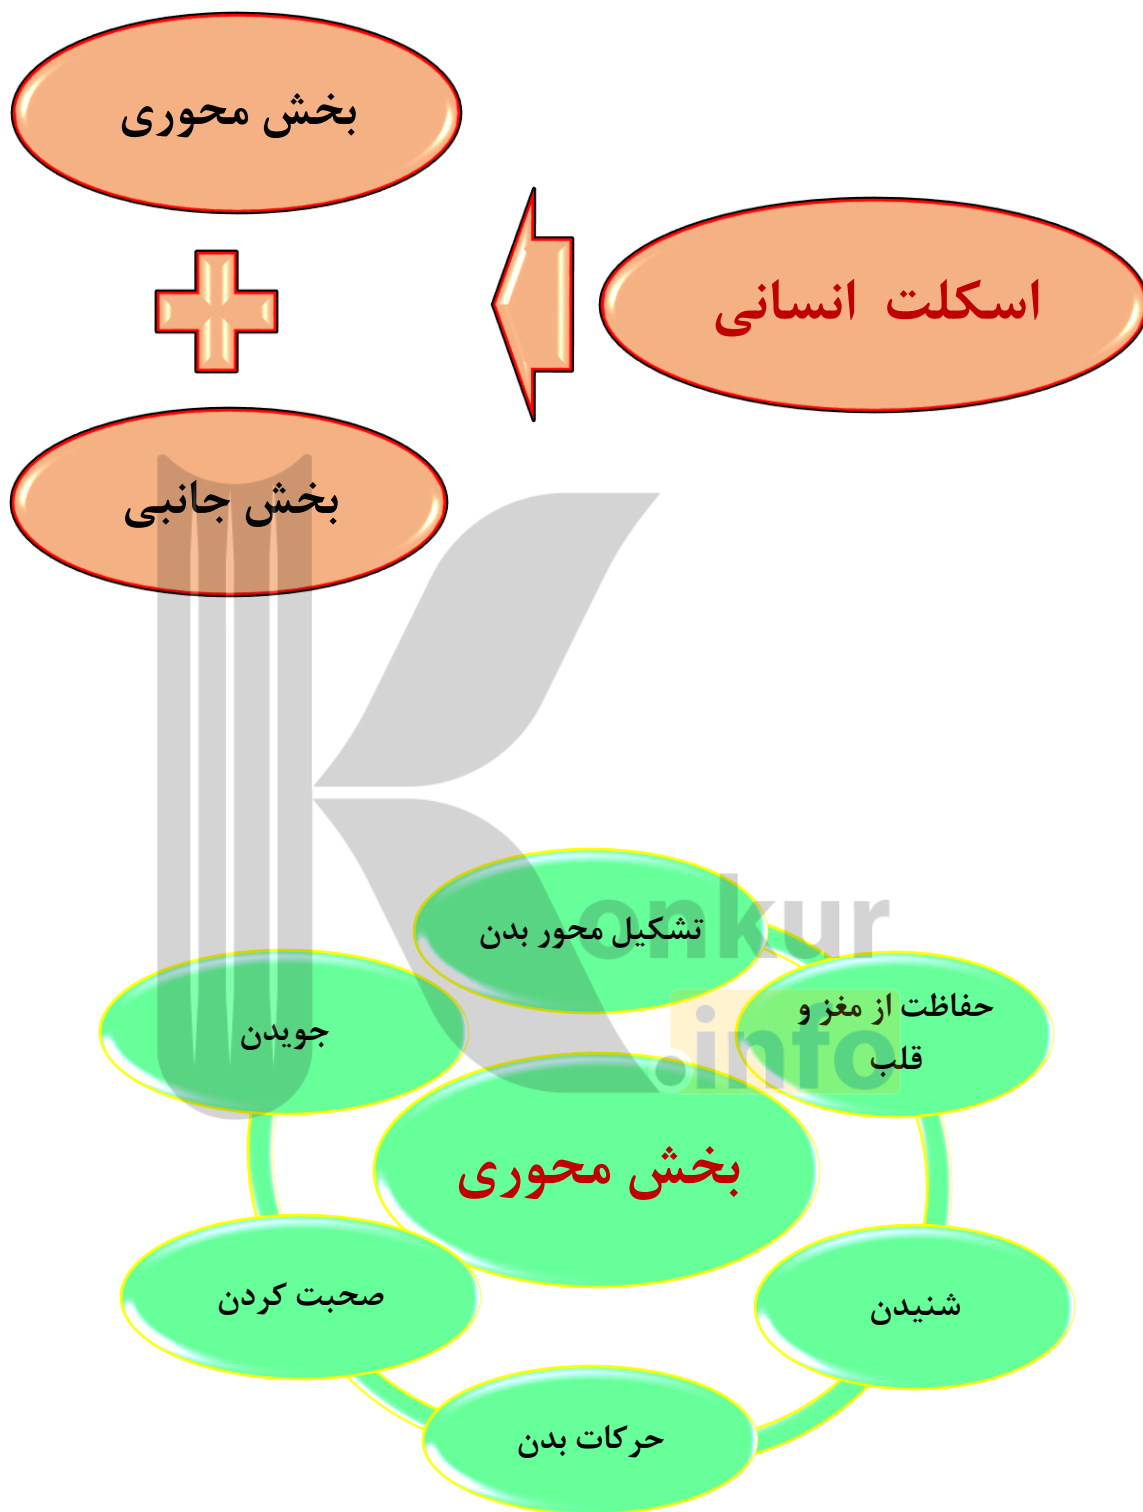 بخش محوری
اسکلت انسانی
بخش جانبی
تشکیل محور بدن
حفاظت از مغز و
قلب
جویدن
بخش محوری
صحبت کردن
شنیدن
حرکات بدن
onkur
.info